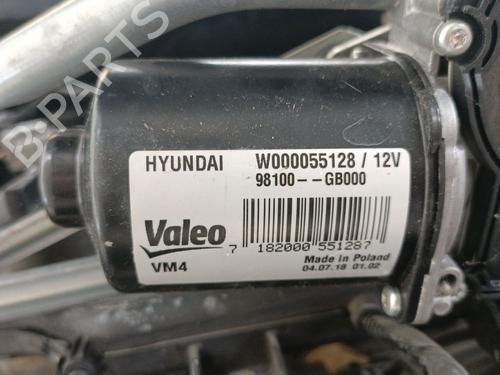 B-PARTS
HYUNDAI W000055128 / 12V
98100--GB000
Valeo
7 182000 551287
VM4 Made in Poland
04.07.18 01.02